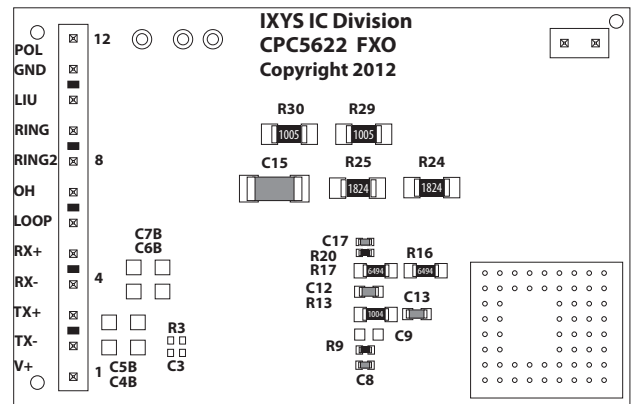 IXYS IC Division
CPC5622 FXO
Copyright 2012
12
POL
GND
LIU
RING
RING2
8
OH
LOOP
RX+
RX-
4
TX+
TX-
V+
1
R30
R29
1005
1005
C15
R25
R24
1824
1824
C7B
C6B
C17
R20
R17
R16
6494
6494
C12
R13
C13
1004
R3
C9
R9
C3
C8
C5B
C4B